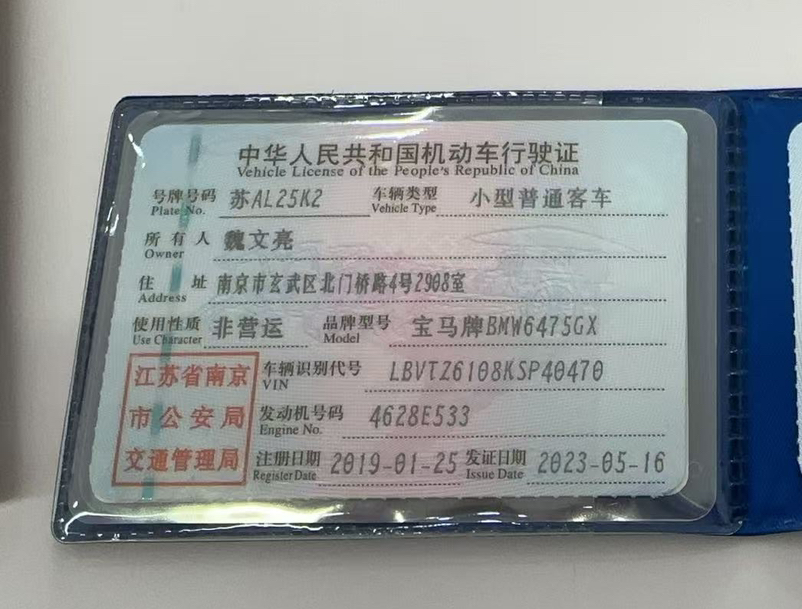 中华人民共和国机动车行驶证
Vehicle License of the People's Republic of China
号牌号码 苏AL25K2 车辆类型 小型普通客车
Plate No. Vehicle Type
所有人 魏文亮
Owner
住址 南京市玄武区北门桥路4号2908室
Address
使用性质 非营运 品牌型号 宝马牌BMW6475GX
Use Character Model
江苏省南京
市公安局
交通管理局
车辆识别代号 LBVTZ6108KSP40470
VIN
发动机号码 4628E533
Engine No.
注册日期 2019-01-25 发证日期 2023-05-16
Register Date Issue Date